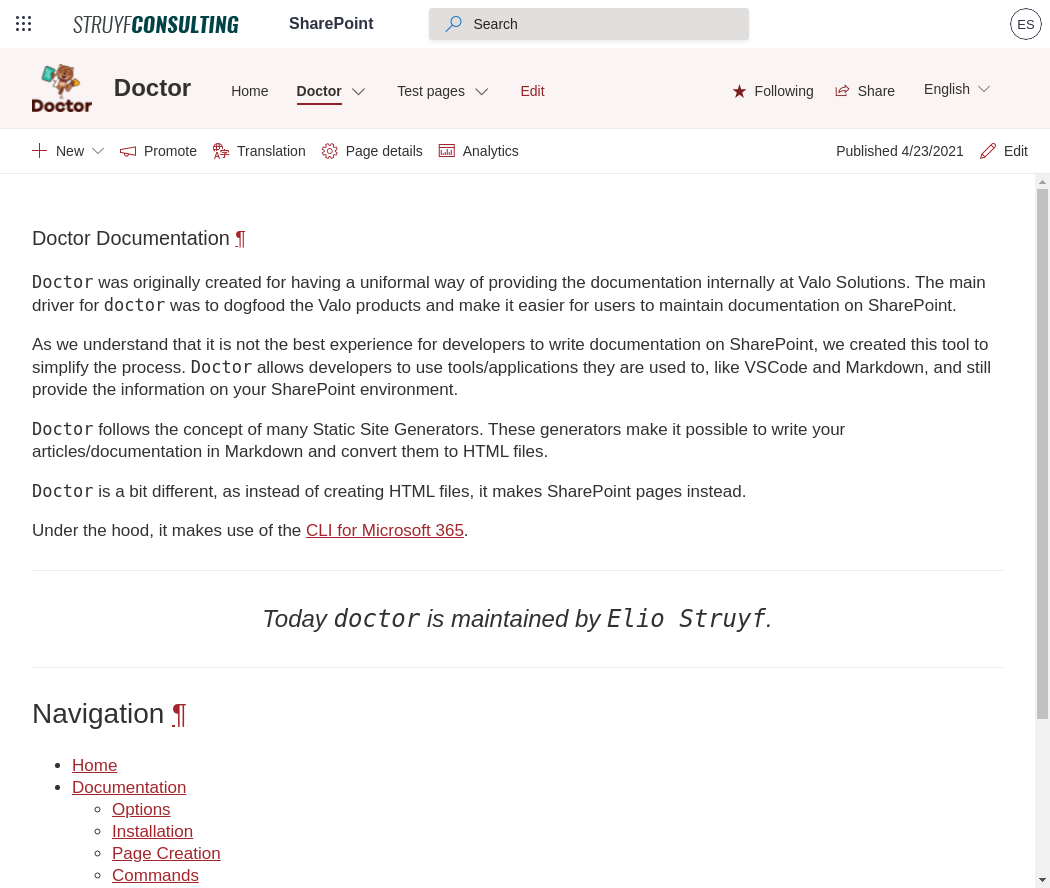 STRUYFCONSULTING SharePoint Search ES
Doctor Doctor Home Doctor Test pages Edit Following Share English
New Promote Translation Page details Analytics Published 4/23/2021 Edit
Doctor Documentation ¶
Doctor was originally created for having a uniformal way of providing the documentation internally at Valo Solutions. The main
driver for doctor was to dogfood the Valo products and make it easier for users to maintain documentation on SharePoint.
As we understand that it is not the best experience for developers to write documentation on SharePoint, we created this tool to
simplify the process. Doctor allows developers to use tools/applications they are used to, like VSCode and Markdown, and still
provide the information on your SharePoint environment.
Doctor follows the concept of many Static Site Generators. These generators make it possible to write your
articles/documentation in Markdown and convert them to HTML files.
Doctor is a bit different, as instead of creating HTML files, it makes SharePoint pages instead.
Under the hood, it makes use of the CLI for Microsoft 365.
Today doctor is maintained by Elio Struyf.
Navigation ¶
Home
Documentation
Options
Installation
Page Creation
Commands